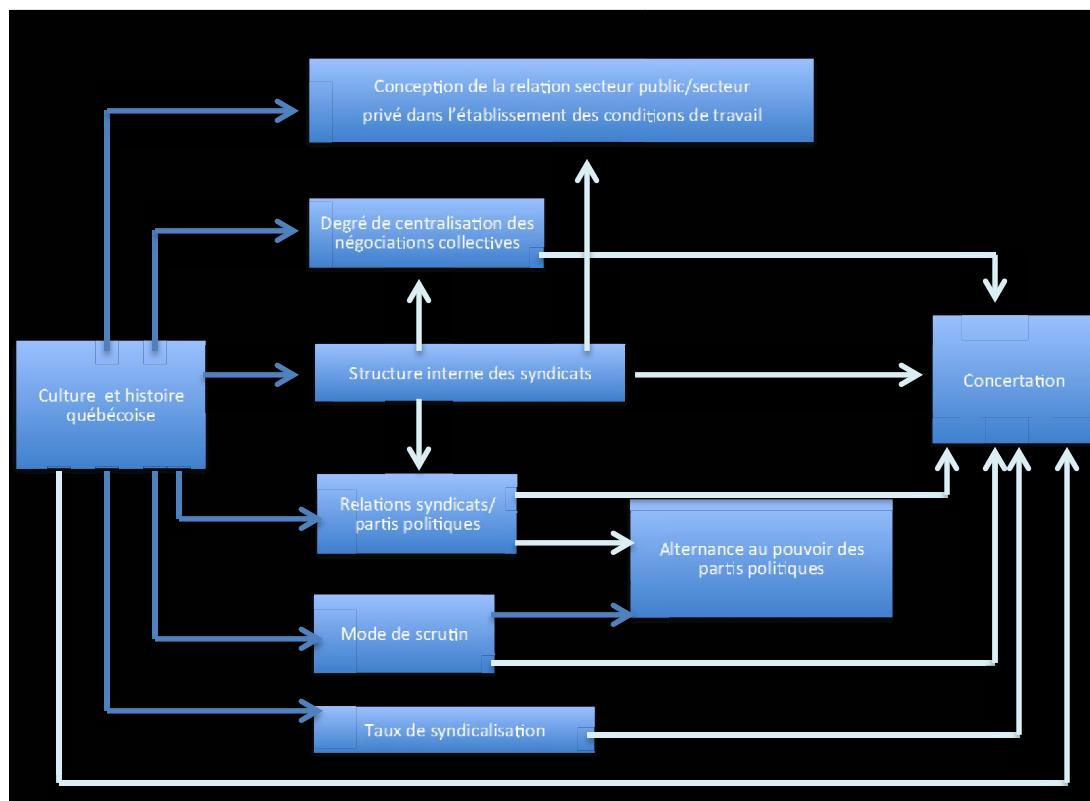 Conception de la relation secteur public/secteur
privé dans l'établissement des conditions de travail
Degré de centralisation des
négociations collectives
Culture et histoire
québécoise
Structure interne des syndicats
Concertation
Relations syndicats/
partis politiques
Alternance au pouvoir des
partis politiques
Mode de scrutin
Taux de syndicalisation